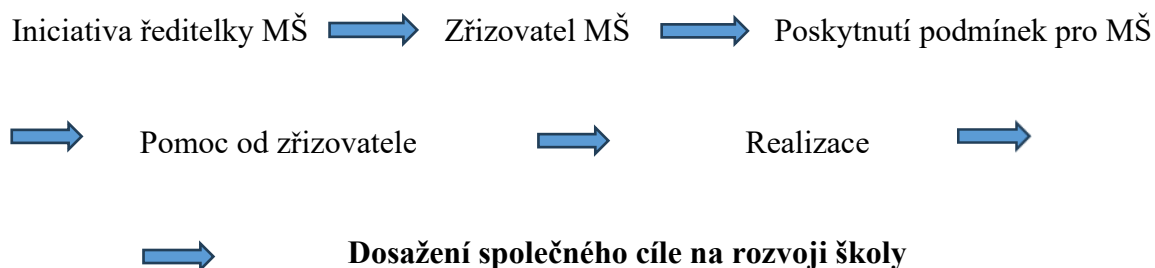 Iniciativa ředitelky MŠ Zřizovatel MŠ Poskytnutí podmínek pro MŠ
Pomoc od zřizovatele Realizace
Dosažení společného cíle na rozvoji školy